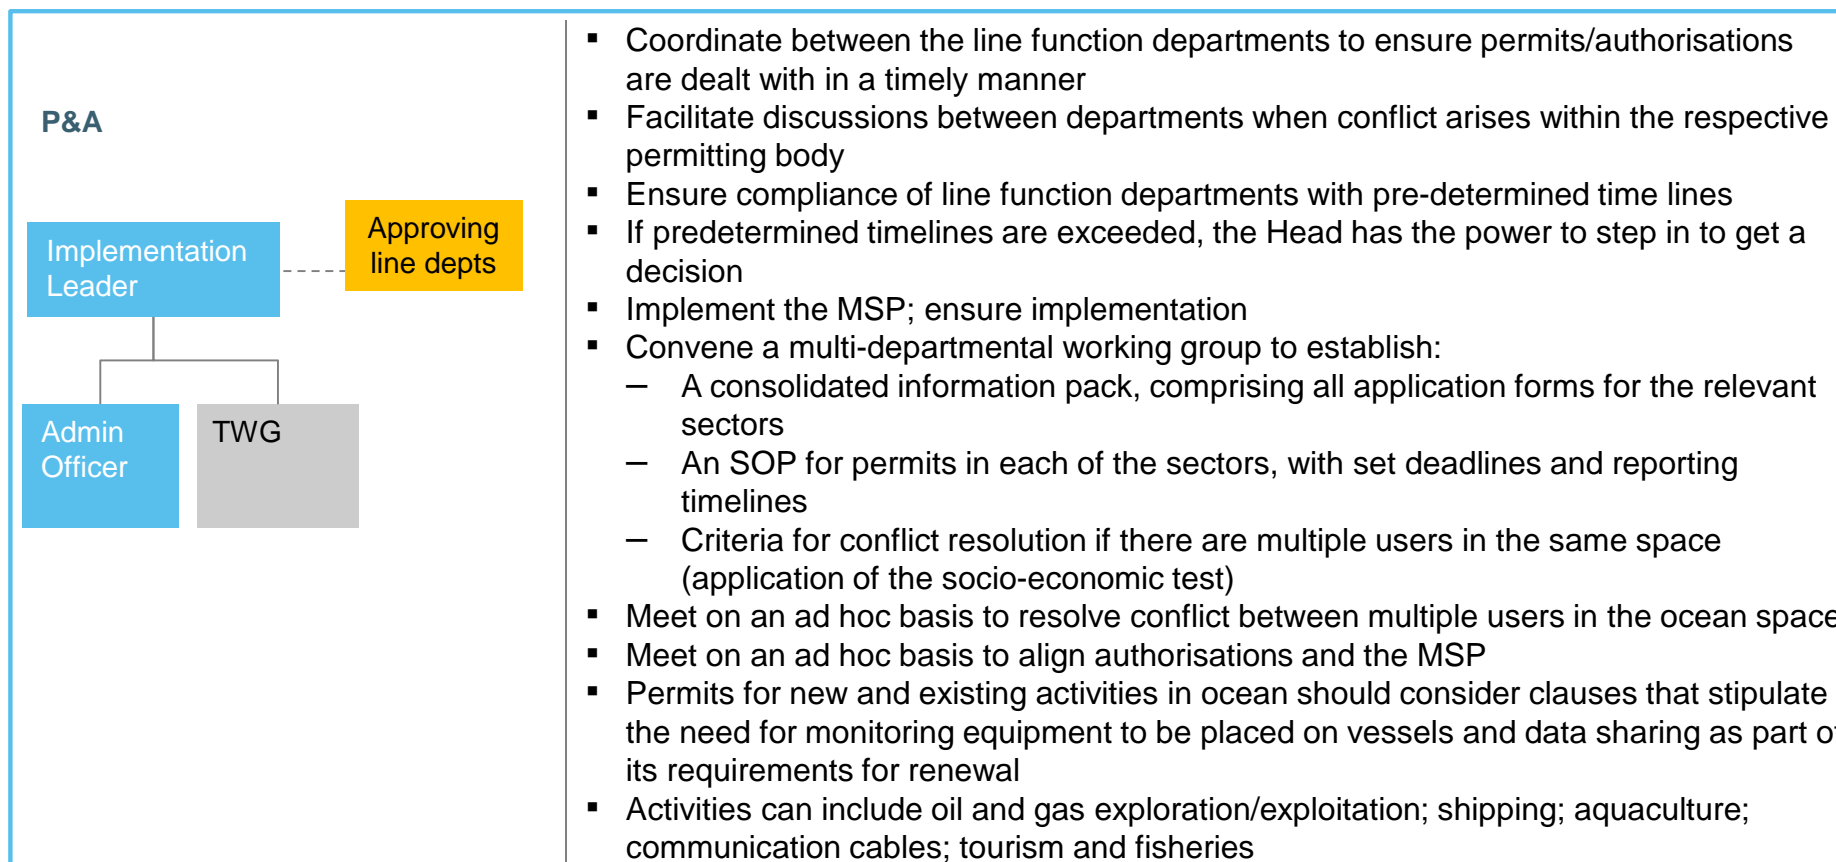 P&A
Implementation
Leader
Approving
line depts
Admin
Officer
TWG
▪ Coordinate between the line function departments to ensure permits/authorisations
are dealt with in a timely manner
▪ Facilitate discussions between departments when conflict arises within the respective
permitting body
▪ Ensure compliance of line function departments with pre-determined time lines
▪ If predetermined timelines are exceeded, the Head has the power to step in to get a
decision
▪ Implement the MSP; ensure implementation
▪ Convene a multi-departmental working group to establish:
– A consolidated information pack, comprising all application forms for the relevant
sectors
– An SOP for permits in each of the sectors, with set deadlines and reporting
timelines
– Criteria for conflict resolution if there are multiple users in the same space
(application of the socio-economic test)
▪ Meet on an ad hoc basis to resolve conflict between multiple users in the ocean space
▪ Meet on an ad hoc basis to align authorisations and the MSP
▪ Permits for new and existing activities in ocean should consider clauses that stipulate
the need for monitoring equipment to be placed on vessels and data sharing as part of
its requirements for renewal
▪ Activities can include oil and gas exploration/exploitation; shipping; aquaculture;
communication cables; tourism and fisheries